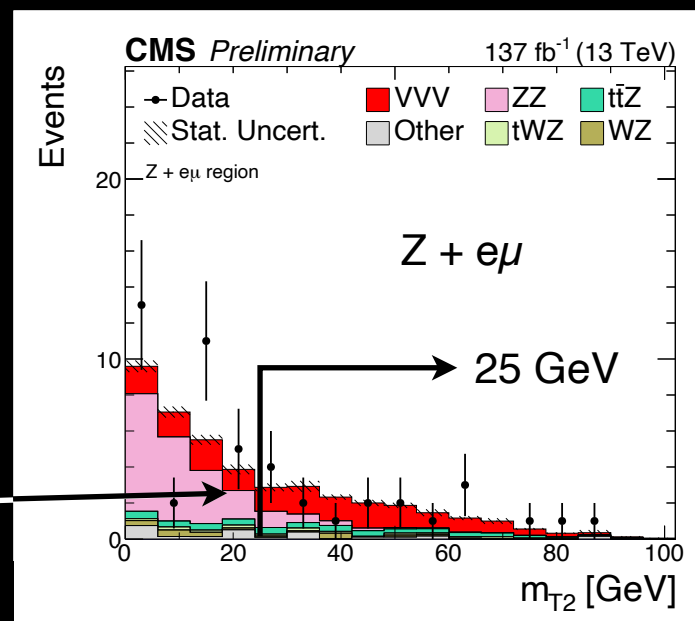 CMS Preliminary 137 fb⁻¹ (13 TeV)
Events
Data VVV ZZ tt̄Z
Stat. Uncert. Other tWZ WZ
Z + eμ region
20
Z + eμ
10
25 GeV
0
0 20 40 60 80 100
m_T2 [GeV]